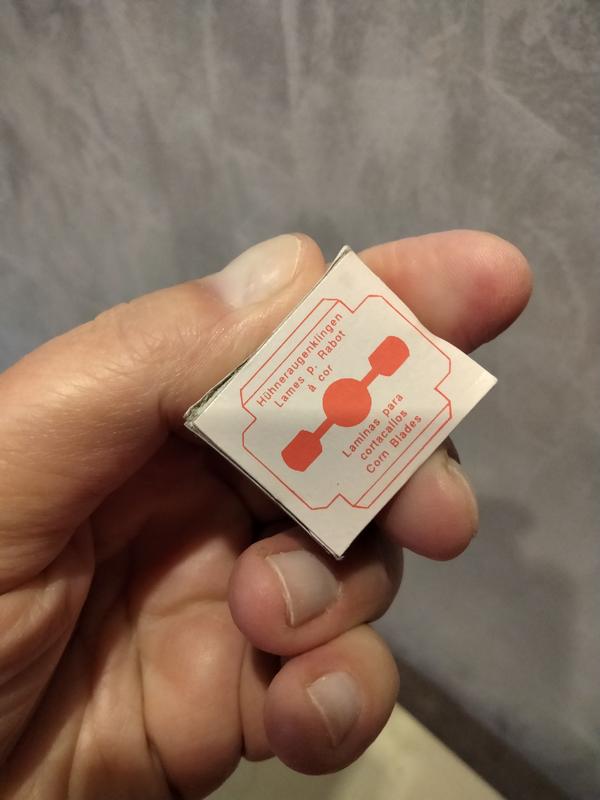 Hühneraugenklingen
Lames P. Rabot
à cor
Laminas para
cortacallos
Corn Blades